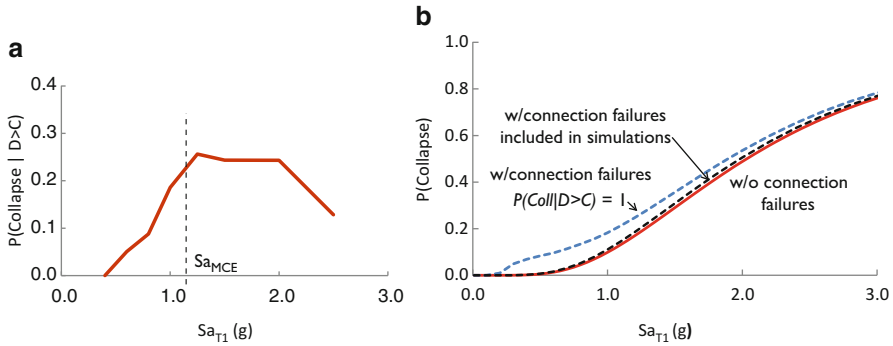 a
P(Collapse | D>C)
0.4
0.3
0.2
0.1
0.0
Sa_MCE
0.0 1.0 2.0 3.0
Sa_T1 (g)
b
P(Collapse)
1.0
0.8
0.6
0.4
0.2
0.0
w/connection failures
included in simulations
w/connection failures
P(Coll|D>C) = 1
w/o connection
failures
0.0 1.0 2.0 3.0
Sa_T1 (g)